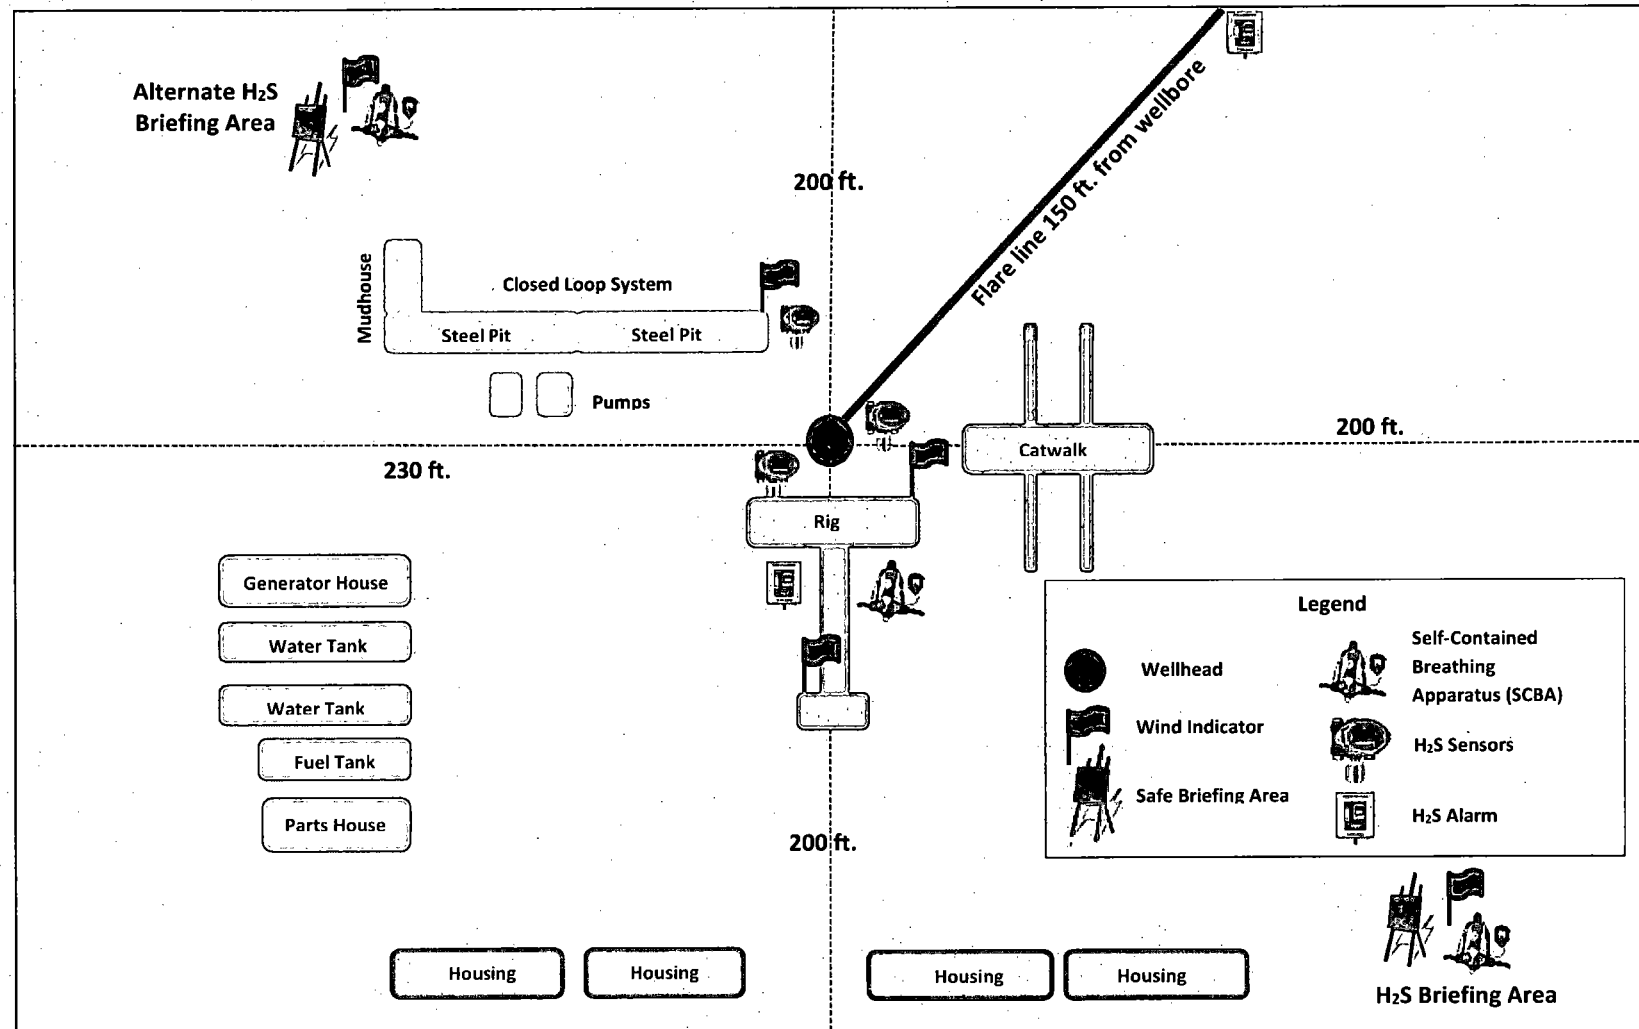 Alternate H₂S
Briefing Area
200 ft.
Flare line 150 ft. from wellbore
Mudhouse
Closed Loop System
Steel Pit
Steel Pit
Pumps
200 ft.
Catwalk
230 ft.
Rig
Generator House
Water Tank
Water Tank
Fuel Tank
Parts House
Legend
Wellhead
Wind Indicator
Safe Briefing Area
Self-Contained
Breathing
Apparatus (SCBA)
H₂S Sensors
H₂S Alarm
200 ft.
Housing
Housing
Housing
Housing
H₂S Briefing Area